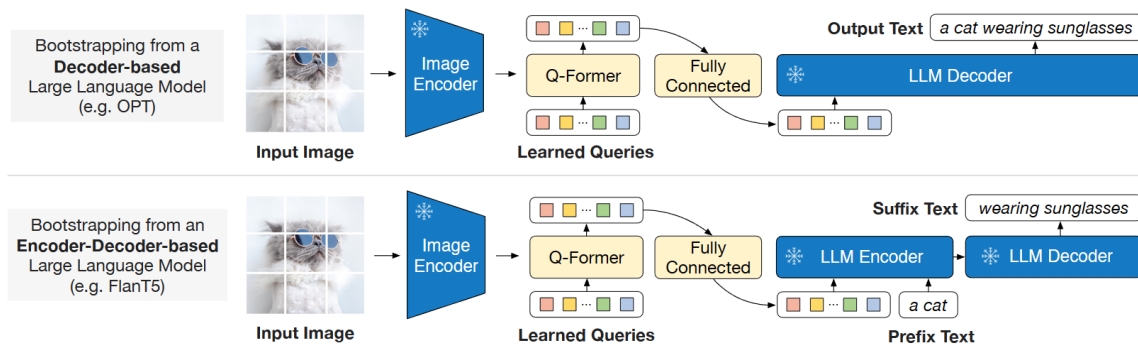 Bootstrapping from a
Decoder-based
Large Language Model
(e.g. OPT)
Input Image
Image
Encoder
...
Q-Former
...
Learned Queries
Fully
Connected
Output Text
a cat wearing sunglasses
LLM Decoder
...
Bootstrapping from an
Encoder-Decoder-based
Large Language Model
(e.g. FlanT5)
Input Image
Image
Encoder
...
Q-Former
...
Learned Queries
Fully
Connected
Suffix Text
wearing sunglasses
LLM Encoder
LLM Decoder
...
a cat
Prefix Text